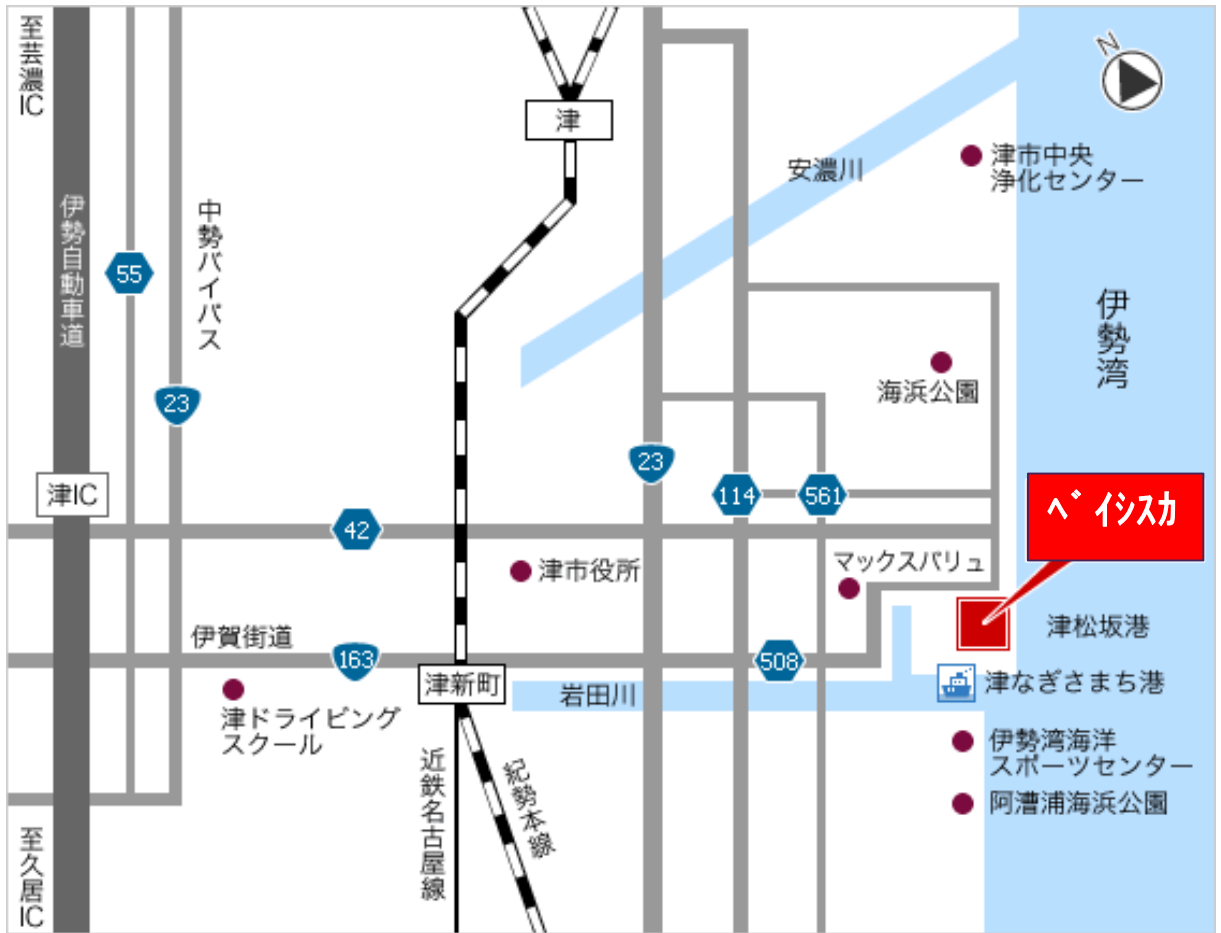 至芸濃IC
N
津
安濃川
津市中央
浄化センター
伊勢自動車道
55
中勢バイパス
伊勢湾
23
海浜公園
23
津IC
114
561
ベイシスカ
42
津市役所
マックスバリュ
津松坂港
伊賀街道
163
508
津新町
岩田川
津なぎさまち港
津ドライビング
スクール
伊勢湾海洋
スポーツセンター
近鉄名古屋線
紀勢本線
阿漕浦海浜公園
至久居IC